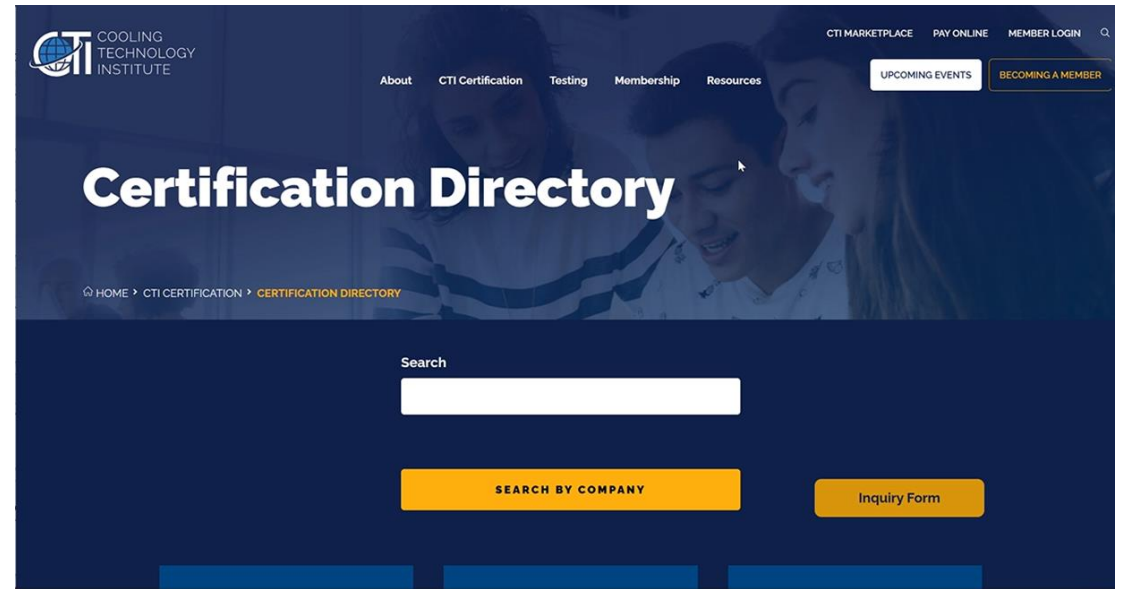 CTI
COOLING
TECHNOLOGY
INSTITUTE
CTI MARKETPLACE PAY ONLINE MEMBER LOGIN
About CTI Certification Testing Membership Resources
UPCOMING EVENTS BECOMING A MEMBER
Certification Directory
HOME > CTI CERTIFICATION > CERTIFICATION DIRECTORY
Search
SEARCH BY COMPANY
Inquiry Form